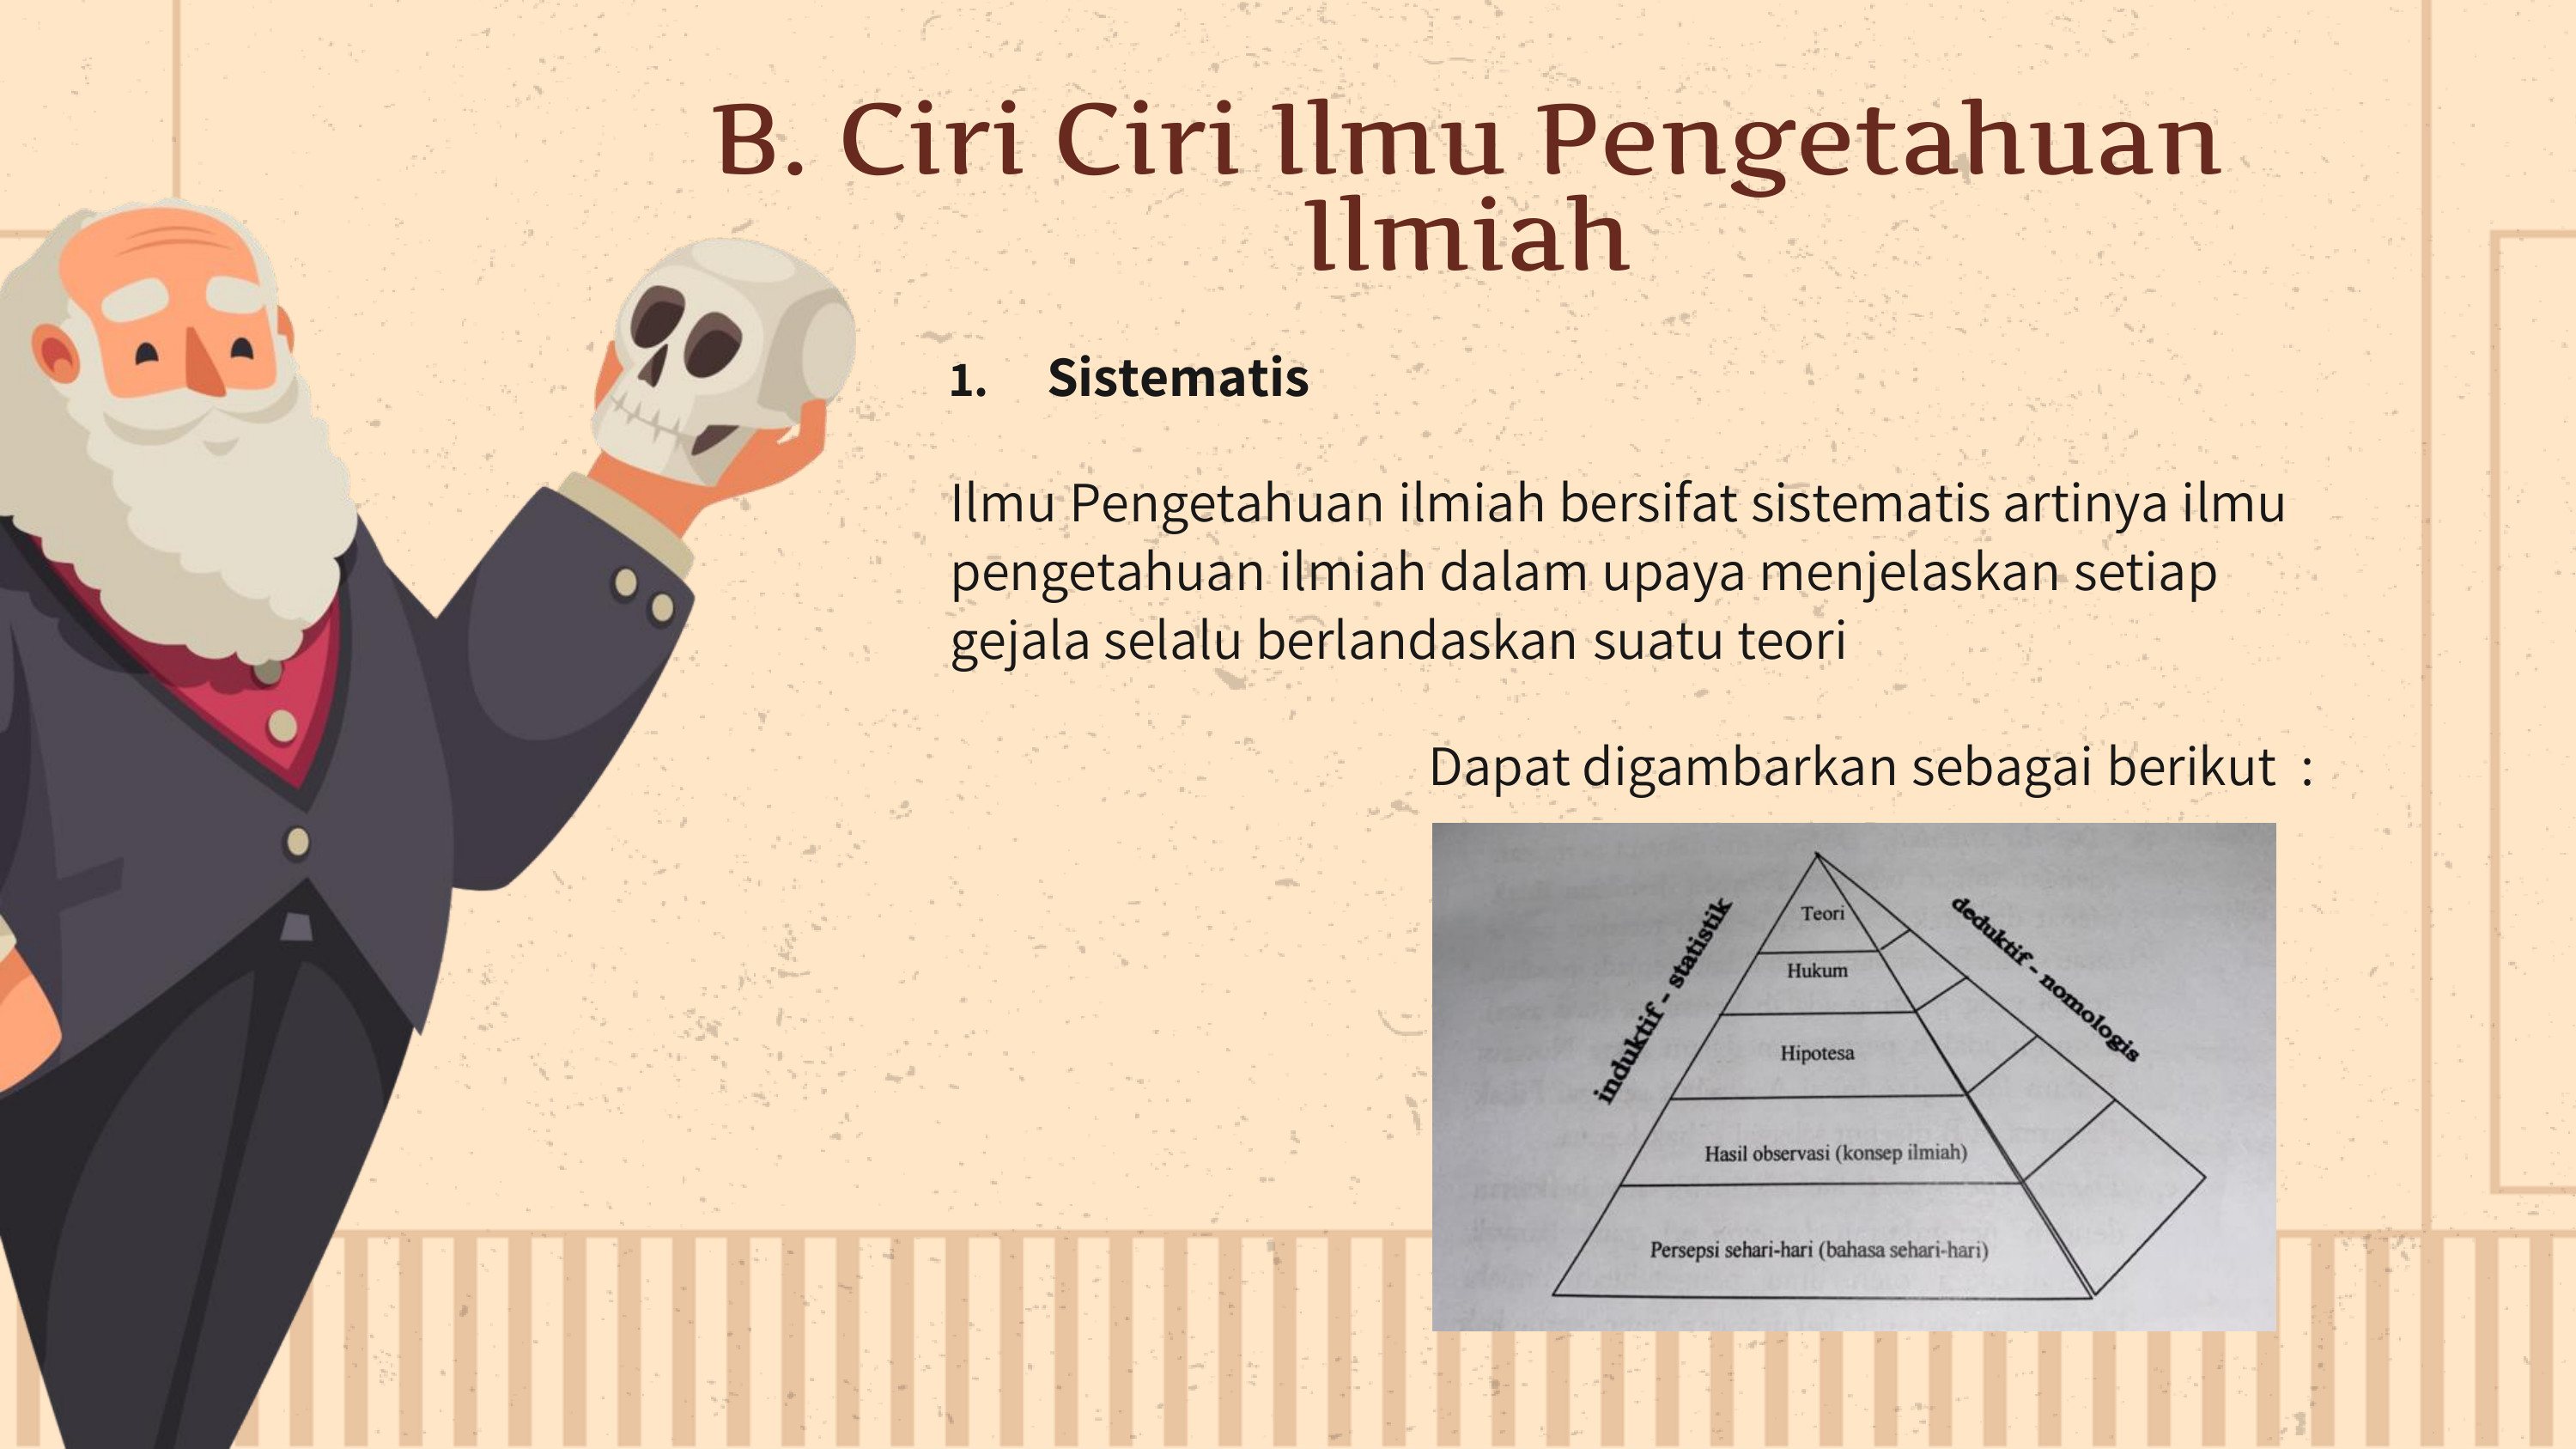 B. Ciri Ciri Ilmu Pengetahuan
Ilmiah
1. Sistematis
Ilmu Pengetahuan ilmiah bersifat sistematis artinya ilmu
pengetahuan ilmiah dalam upaya menjelaskan setiap
gejala selalu berlandaskan suatu teori
Dapat digambarkan sebagai berikut :
induktif - statistik
deduktif - nomologis
Teori
Hukum
Hipotesa
Hasil observasi (konsep ilmiah)
Persepsi sehari-hari (bahasa sehari-hari)